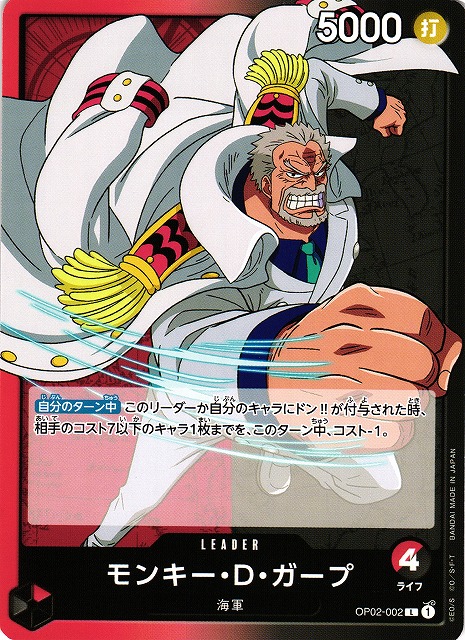 5000 打
自分のターン中 このリーダーか自分のキャラにドン!!が付与された時、
相手のコスト7以下のキャラ1枚までを、このターン中、コスト-1。
LEADER
モンキー・D・ガープ
海軍
4
ライフ
OP02-002 L 1
©E.O/S ©O/S・F・T BANDAI MADE IN JAPAN